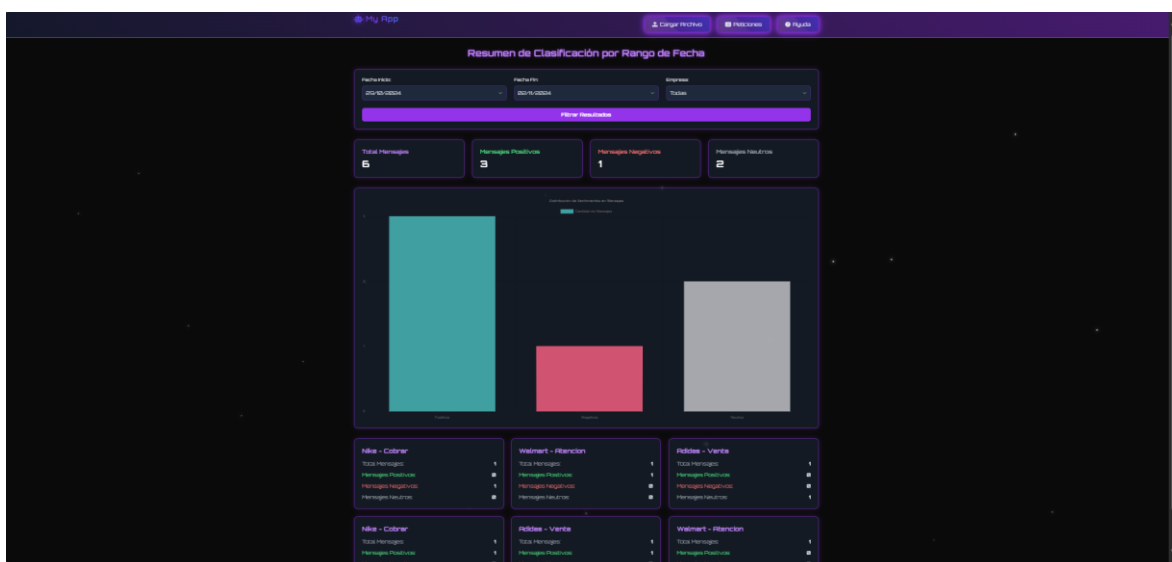 My App
Cargar Archivo Peticiones Ayuda
Resumen de Clasificación por Rango de Fecha
Fecha Inicio Fecha Fin Empresa
02/11/2024 Todas
Filtrar Resultados
Total Mensajes Mensajes Positivos Mensajes Negativos Mensajes Neutros
6 3 1 2
Nike - Cobrar Walmart - Atencion Adidas - Venta
Total Mensajes: 1 Total Mensajes: 1 Total Mensajes: 1
Mensajes Positivos: 0 Mensajes Positivos: 1 Mensajes Positivos: 0
Mensajes Negativos: 1 Mensajes Negativos: 0 Mensajes Negativos: 0
Mensajes Neutros: 0 Mensajes Neutros: 0 Mensajes Neutros: 1
Nike - Cobrar Adidas - Venta Walmart - Atencion
Total Mensajes: 1 Total Mensajes: 1 Total Mensajes: 1
Mensajes Positivos: 1 Mensajes Positivos: 1 Mensajes Positivos: 0